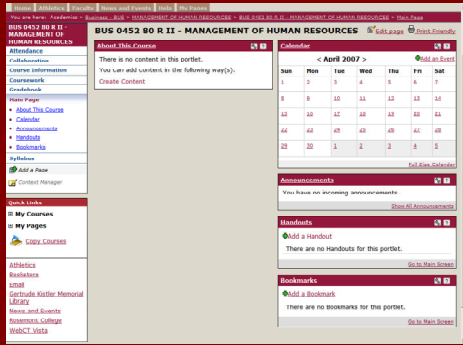 Home Athletics Faculty News and Events Help My Pages
You are here: Academics > Business - BUS > MANAGEMENT OF HUMAN RESOURCES > BUS 0452 80 R II - MANAGEMENT OF HUMAN RESOURCES > Main Page
BUS 0452 80 R II - MANAGEMENT OF HUMAN RESOURCES
Attendance
Collaboration
Course Information
Coursework
Gradebook
Main Page
About This Course
Calendar
Announcements
Handouts
Bookmarks
Syllabus
Add a Page
Context Manager
Quick Links
My Courses
My Pages
Copy Courses
Athletics
Bookstore
Email
Gertrude Kistler Memorial
Library
News and Events
Rosemont College
WebCT Vista
BUS 0452 80 R II - MANAGEMENT OF HUMAN RESOURCES
Edit page Print Friendly
About This Course
There is no content in this portlet.
You can add content in the following way(s):
Create Content
Calendar
< April 2007 > Add an Event
Sun Mon Tue Wed Thu Fri Sat
1 2 3 4 5 6 7
8 9 10 11 12 13 14
15 16 17 18 19 20 21
22 23 24 25 26 27 28
29 30 1 2 3 4 5
Full Size Calendar
Announcements
You have no incoming announcements.
Show All Announcements
Handouts
Add a Handout
There are no Handouts for this portlet.
Go to Main Screen
Bookmarks
Add a Bookmark
There are no Bookmarks for this portlet.
Go to Main Screen